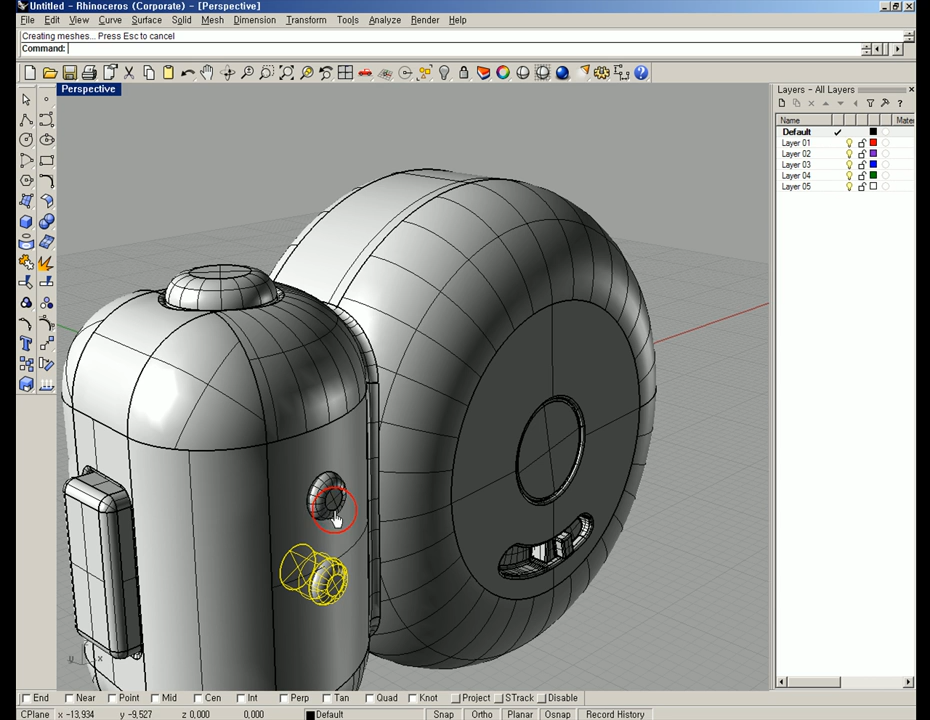 Untitled - Rhinoceros (Corporate) - [Perspective]
File Edit View Curve Surface Solid Mesh Dimension Transform Tools Analyze Render Help
Creating meshes... Press Esc to cancel
Command:
Perspective
Layers - All Layers
Name Mater
Default
Layer 01
Layer 02
Layer 03
Layer 04
Layer 05
y x
End Near Point Mid Cen Int Perp Tan Quad Knot Project STrack Disable
CPlane x -13,934 y -9,527 z 0,000 0,000 Default Snap Ortho Planar Osnap Record History